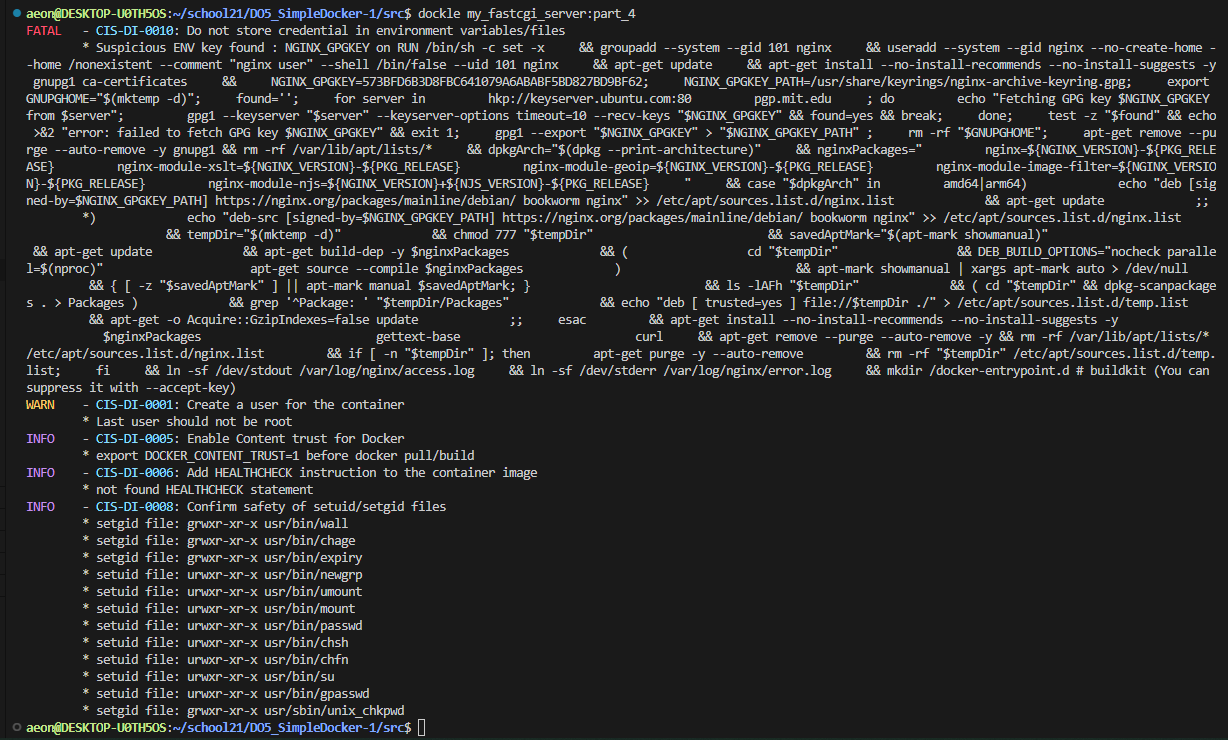 aeon@DESKTOP-U0TH5OS:~/school21/DO5_SimpleDocker-1/src$ dockle my_fastcgi_server:part_4
FATAL   - CIS-DI-0010: Do not store credential in environment variables/files
        * Suspicious ENV key found : NGINX_GPGKEY on RUN /bin/sh -c set -x     && groupadd --system --gid 101 nginx     && useradd --system --gid nginx --no-create-home -
-home /nonexistent --comment "nginx user" --shell /bin/false --uid 101 nginx     && apt-get update     && apt-get install --no-install-recommends --no-install-suggests -y
 gnupg1 ca-certificates     &&     NGINX_GPGKEY=573BFD6B3D8FBC641079A6ABABF5BD827BD9BF62;     NGINX_GPGKEY_PATH=/usr/share/keyrings/nginx-archive-keyring.gpg;     export
GNUPGHOME="$(mktemp -d)";     found='';     for server in         hkp://keyserver.ubuntu.com:80         pgp.mit.edu     ; do         echo "Fetching GPG key $NGINX_GPGKEY
from $server";         gpg1 --keyserver "$server" --keyserver-options timeout=10 --recv-keys "$NGINX_GPGKEY" && found=yes && break;     done;     test -z "$found" && echo
 >&2 "error: failed to fetch GPG key $NGINX_GPGKEY" && exit 1;     gpg1 --export "$NGINX_GPGKEY" > "$NGINX_GPGKEY_PATH" ;     rm -rf "$GNUPGHOME";     apt-get remove --pu
rge --auto-remove -y gnupg1 && rm -rf /var/lib/apt/lists/*     && dpkgArch="$(dpkg --print-architecture)"     && nginxPackages="         nginx=${NGINX_VERSION}-${PKG_RELE
ASE}         nginx-module-xslt=${NGINX_VERSION}-${PKG_RELEASE}         nginx-module-geoip=${NGINX_VERSION}-${PKG_RELEASE}         nginx-module-image-filter=${NGINX_VERSIO
N}-${PKG_RELEASE}         nginx-module-njs=${NGINX_VERSION}+${NJS_VERSION}-${PKG_RELEASE}     "     && case "$dpkgArch" in         amd64|arm64)             echo "deb [sig
ned-by=$NGINX_GPGKEY_PATH] https://nginx.org/packages/mainline/debian/ bookworm nginx" >> /etc/apt/sources.list.d/nginx.list             && apt-get update             ;;
        *)             echo "deb-src [signed-by=$NGINX_GPGKEY_PATH] https://nginx.org/packages/mainline/debian/ bookworm nginx" >> /etc/apt/sources.list.d/nginx.list
                    && tempDir="$(mktemp -d)"             && chmod 777 "$tempDir"                         && savedAptMark="$(apt-mark showmanual)"
 && apt-get update             && apt-get build-dep -y $nginxPackages             && (                 cd "$tempDir"                 && DEB_BUILD_OPTIONS="nocheck paralle
l=$(nproc)"                     apt-get source --compile $nginxPackages             )                         && apt-mark showmanual | xargs apt-mark auto > /dev/null
         && { [ -z "$savedAptMark" ] || apt-mark manual $savedAptMark; }                         && ls -lAFh "$tempDir"             && ( cd "$tempDir" && dpkg-scanpackage
s . > Packages )             && grep '^Package: ' "$tempDir/Packages"             && echo "deb [ trusted=yes ] file://$tempDir ./" > /etc/apt/sources.list.d/temp.list
         && apt-get -o Acquire::GzipIndexes=false update             ;;     esac         && apt-get install --no-install-recommends --no-install-suggests -y
           $nginxPackages                         gettext-base                         curl     && apt-get remove --purge --auto-remove -y && rm -rf /var/lib/apt/lists/*
/etc/apt/sources.list.d/nginx.list         && if [ -n "$tempDir" ]; then         apt-get purge -y --auto-remove         && rm -rf "$tempDir" /etc/apt/sources.list.d/temp.
list;     fi     && ln -sf /dev/stdout /var/log/nginx/access.log     && ln -sf /dev/stderr /var/log/nginx/error.log     && mkdir /docker-entrypoint.d # buildkit (You can
suppress it with --accept-key)
WARN    - CIS-DI-0001: Create a user for the container
        * Last user should not be root
INFO    - CIS-DI-0005: Enable Content trust for Docker
        * export DOCKER_CONTENT_TRUST=1 before docker pull/build
INFO    - CIS-DI-0006: Add HEALTHCHECK instruction to the container image
        * not found HEALTHCHECK statement
INFO    - CIS-DI-0008: Confirm safety of setuid/setgid files
        * setgid file: grwxr-xr-x usr/bin/wall
        * setgid file: grwxr-xr-x usr/bin/chage
        * setgid file: grwxr-xr-x usr/bin/expiry
        * setuid file: urwxr-xr-x usr/bin/newgrp
        * setuid file: urwxr-xr-x usr/bin/umount
        * setuid file: urwxr-xr-x usr/bin/mount
        * setuid file: urwxr-xr-x usr/bin/passwd
        * setuid file: urwxr-xr-x usr/bin/chsh
        * setuid file: urwxr-xr-x usr/bin/chfn
        * setuid file: urwxr-xr-x usr/bin/su
        * setuid file: urwxr-xr-x usr/bin/gpasswd
        * setgid file: grwxr-xr-x usr/sbin/unix_chkpwd
aeon@DESKTOP-U0TH5OS:~/school21/DO5_SimpleDocker-1/src$